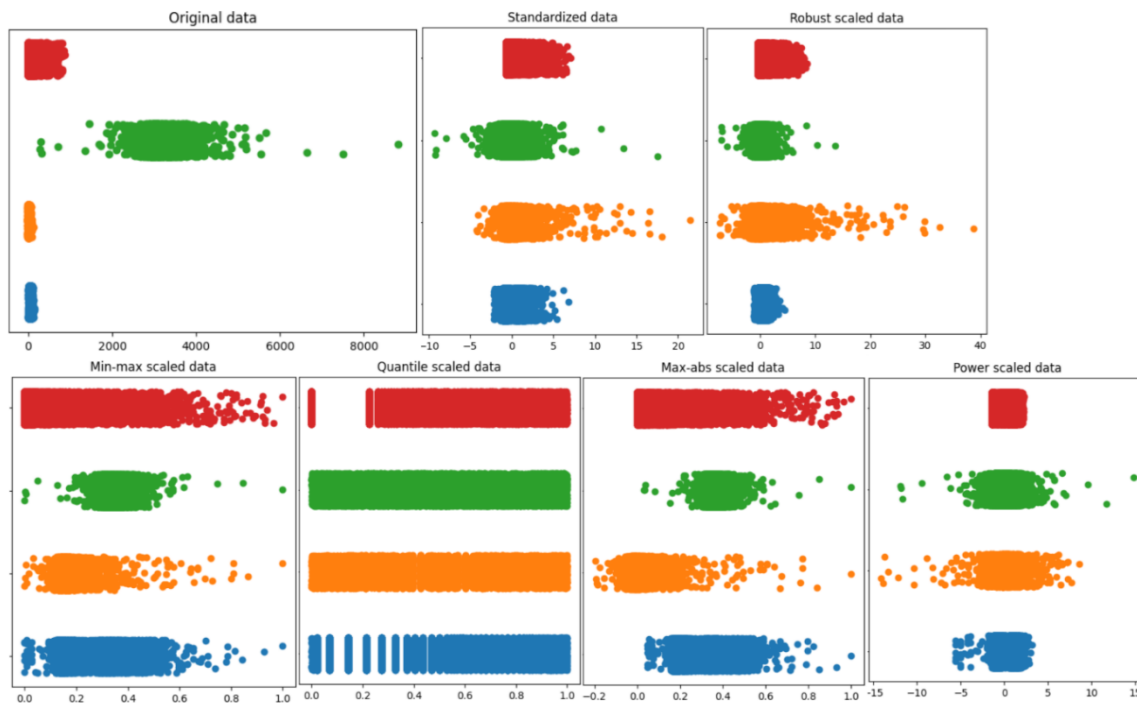 Original data
0 2000 4000 6000 8000
Standardized data
−10 −5 0 5 10 15 20
Robust scaled data
0 10 20 30 40
Min-max scaled data
0.0 0.2 0.4 0.6 0.8 1.0
Quantile scaled data
0.0 0.2 0.4 0.6 0.8 1.0
Max-abs scaled data
−0.2 0.0 0.2 0.4 0.6 0.8 1.0
Power scaled data
−15 −10 −5 0 5 10 15